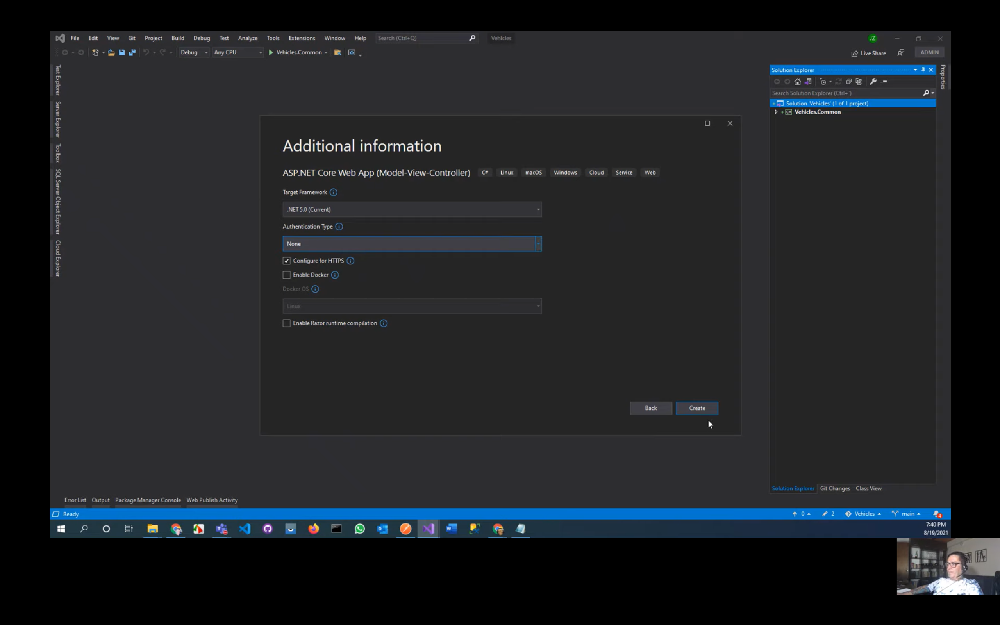 File Edit View Git Project Build Debug Test Analyze Tools Extensions Window Help Search (Ctrl+Q) Vehicles JZ
Debug Any CPU Vehicles.Common Live Share ADMIN
Test Explorer
Server Explorer
Toolbox
SQL Server Object Explorer
Cloud Explorer
Solution Explorer
Search Solution Explorer (Ctrl+¨)
Solution 'Vehicles' (1 of 1 project)
C# Vehicles.Common
Properties
Additional information
ASP.NET Core Web App (Model-View-Controller) C# Linux macOS Windows Cloud Service Web
Target Framework
.NET 5.0 (Current)
Authentication Type
None
Configure for HTTPS
Enable Docker
Docker OS
Linux
Enable Razor runtime compilation
Back Create
Solution Explorer Git Changes Class View
Error List Output Package Manager Console Web Publish Activity
Ready 0 2 Vehicles main 4
7:40 PM
8/19/2021